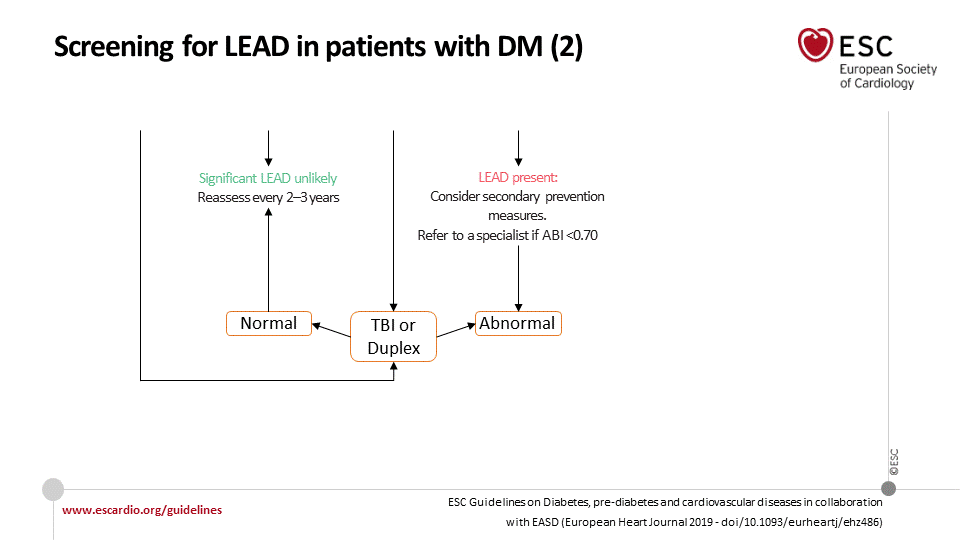 Screening for LEAD in patients with DM (2)
ESC
European Society
of Cardiology
Significant LEAD unlikely
Reassess every 2–3 years
LEAD present:
Consider secondary prevention
measures.
Refer to a specialist if ABI <0.70
Normal
TBI or
Duplex
Abnormal
©ESC
www.escardio.org/guidelines
ESC Guidelines on Diabetes, pre-diabetes and cardiovascular diseases in collaboration
with EASD (European Heart Journal 2019 - doi/10.1093/eurheartj/ehz486)